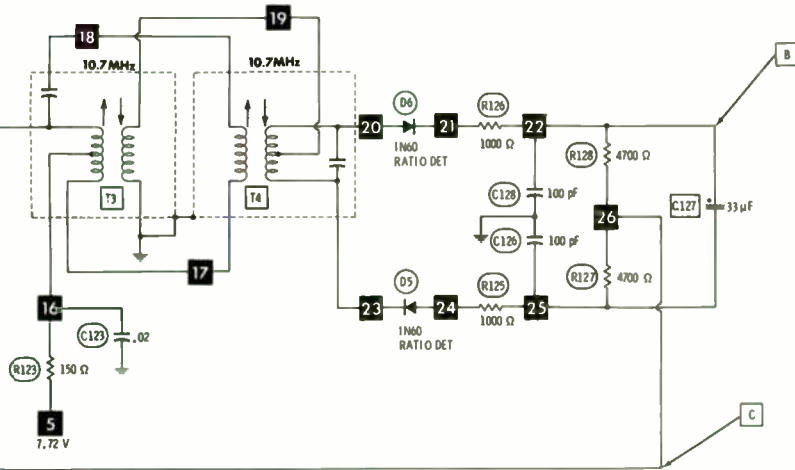 19
18
10.7MHz
10.7MHz
B
D6
R126
20
21
22
1N60
RATIO DET
1000 Ω
R128
4700 Ω
T3
T4
C128
100 pF
C127
33 µF
26
C126
100 pF
17
D5
R125
R127
4700 Ω
16
23
24
25
C123
.02
1N60
RATIO DET
1000 Ω
R123
150 Ω
5
7.72 V
C